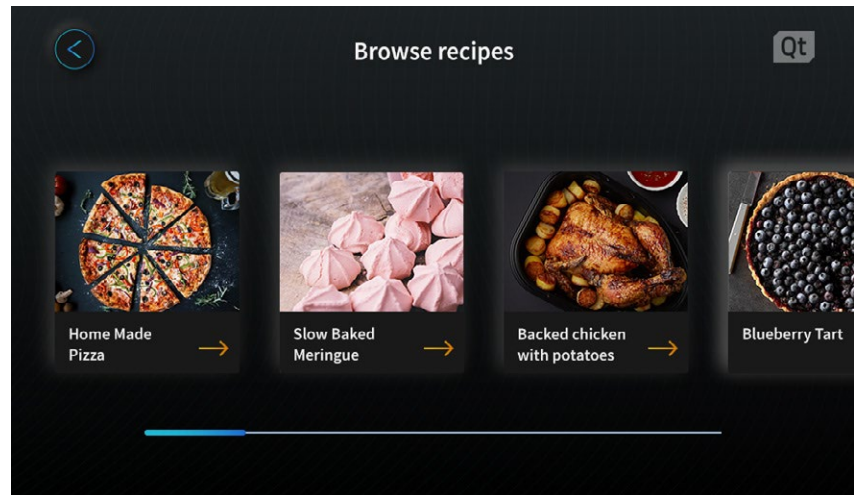 Browse recipes
Qt
Home Made
Pizza
Slow Baked
Meringue
Backed chicken
with potatoes
Blueberry Tart